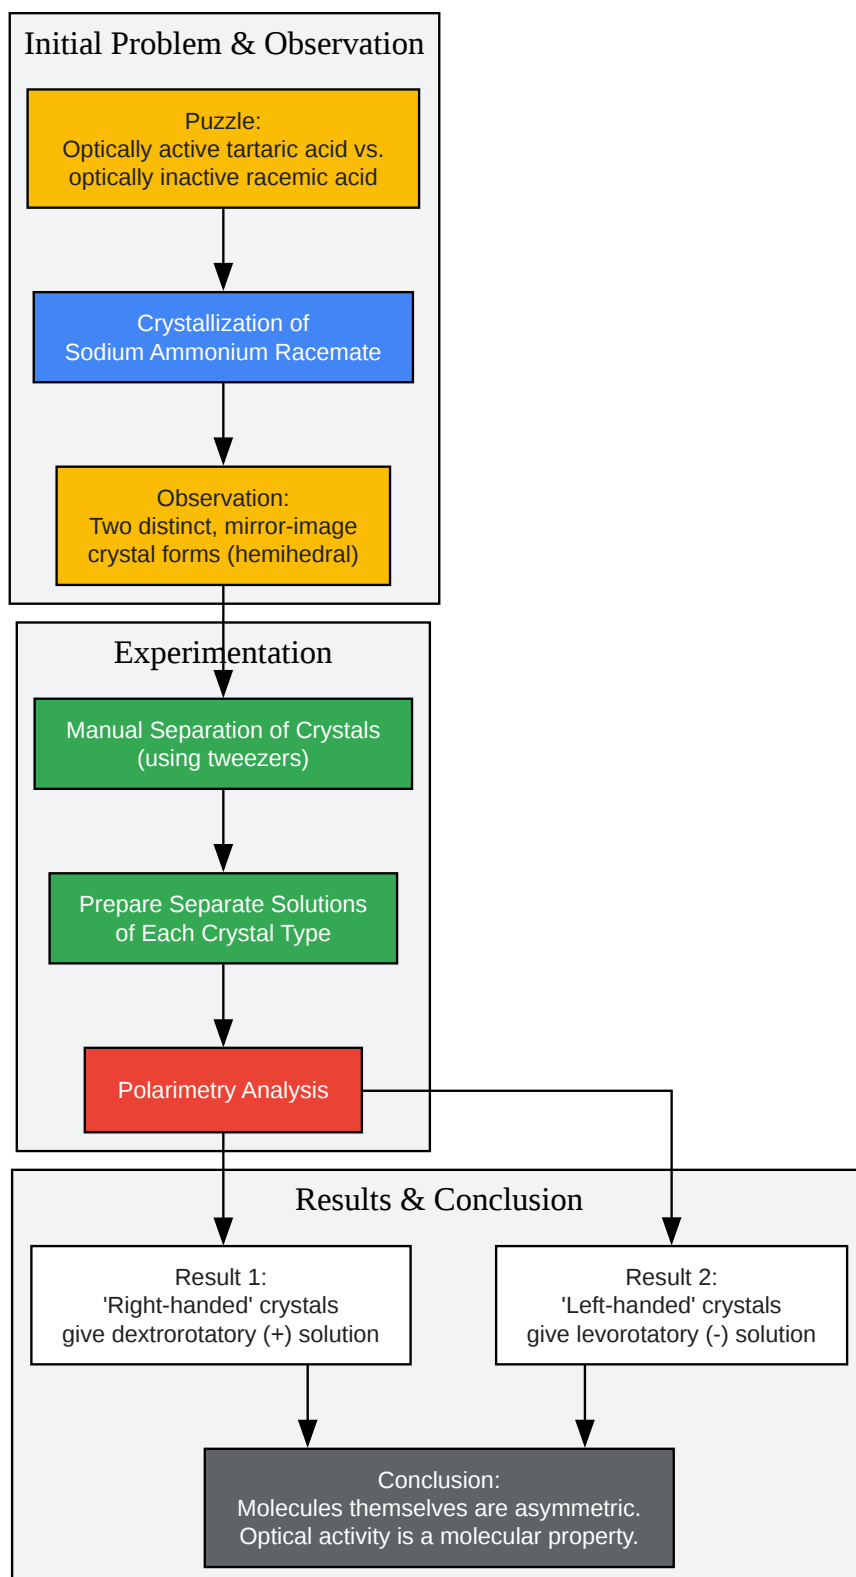 Initial Problem & Observation
Puzzle:
Optically active tartaric acid vs.
optically inactive racemic acid
Crystallization of
Sodium Ammonium Racemate
Observation:
Two distinct, mirror-image
crystal forms (hemihedral)
Experimentation
Manual Separation of Crystals
(using tweezers)
Prepare Separate Solutions
of Each Crystal Type
Polarimetry Analysis
Results & Conclusion
Result 1:
'Right-handed' crystals
give dextrorotatory (+) solution
Result 2:
'Left-handed' crystals
give levorotatory (-) solution
Conclusion:
Molecules themselves are asymmetric.
Optical activity is a molecular property.